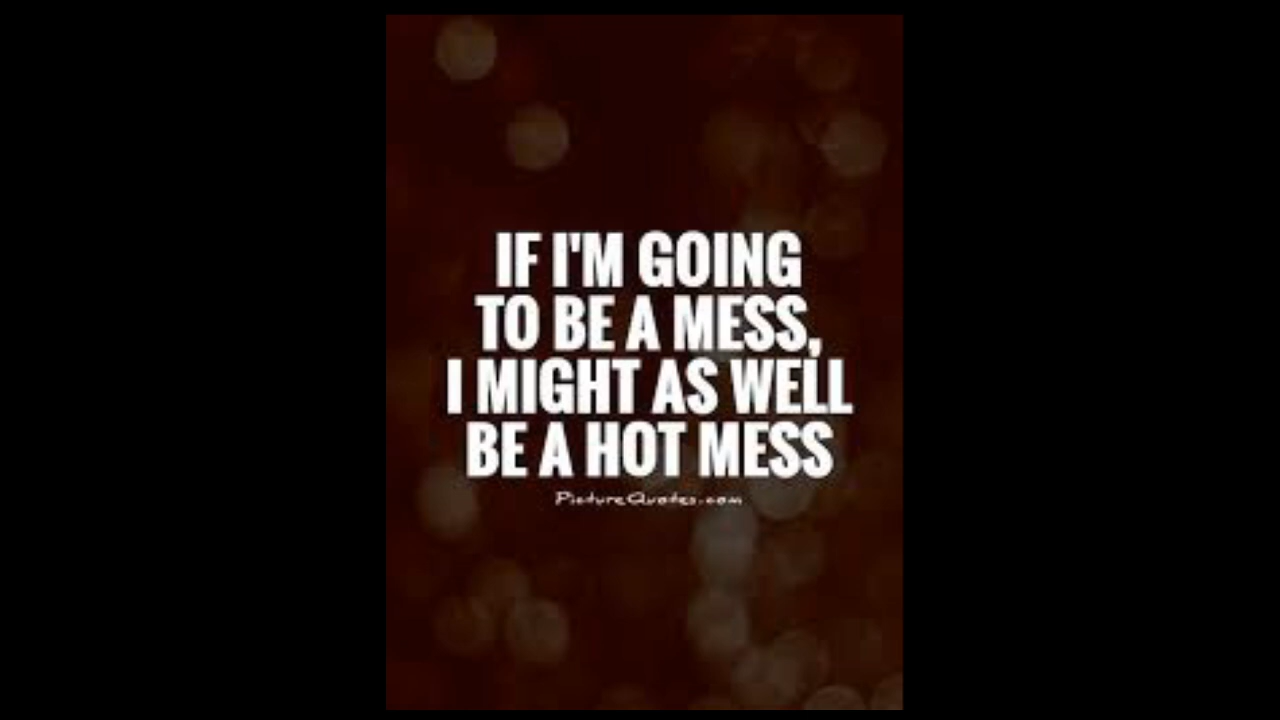 IF I'M GOING
TO BE A MESS,
I MIGHT AS WELL
BE A HOT MESS
PictureQuotes.com